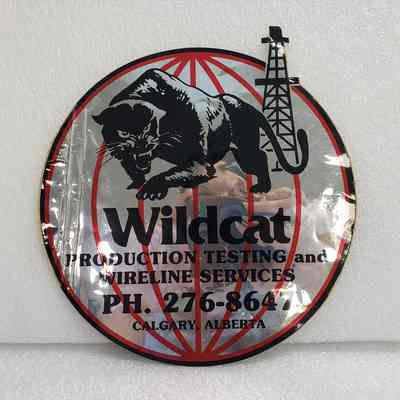 Wildcat
PRODUCTION TESTING and
WIRELINE SERVICES
PH. 276-8647
CALGARY, ALBERTA